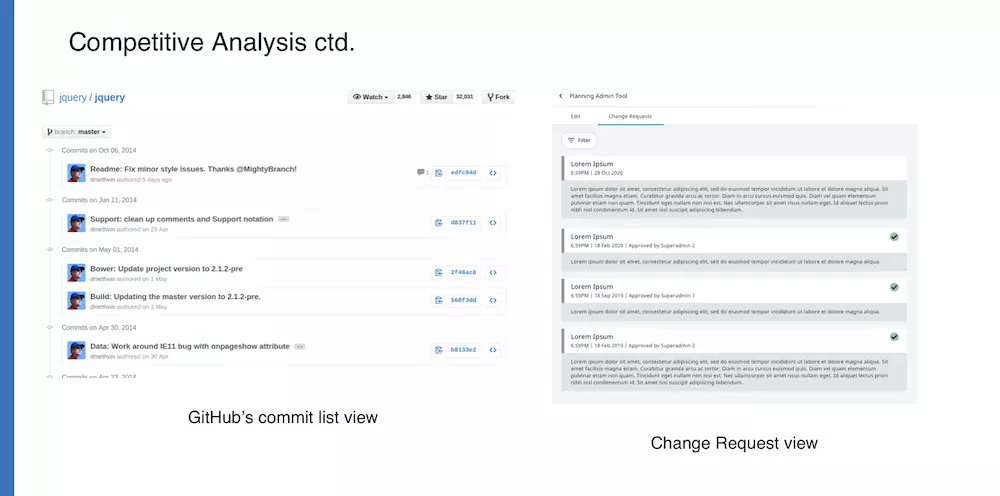 Competitive Analysis ctd.
jquery / jquery
Watch 2,846 Star 32,031 Fork
branch: master
Commits on Oct 06, 2014
Readme: Fix minor style issues. Thanks @MightyBranch!
dmethvin authored 5 days ago
1 edfc94d
Commits on Jun 11, 2014
Support: clean up comments and Support notation
dmethvin authored on 25 Apr
d837f11
Commits on May 01, 2014
Bower: Update project version to 2.1.2-pre
dmethvin authored on 1 May
2f46ac8
Build: Updating the master version to 2.1.2-pre.
dmethvin authored on 1 May
560f3dd
Commits on Apr 30, 2014
Data: Work around IE11 bug with onpageshow attribute
dmethvin authored on 30 Apr
b8133e2
Commits on Apr 23, 2014
GitHub's commit list view
Planning Admin Tool
Edit Change Requests
Filter
Lorem Ipsum
6:59PM | 28 Oct 2020
Lorem ipsum dolor sit amet, consectetur adipiscing elit, sed do eiusmod tempor incididunt ut labore et dolore magna aliqua. Sit
amet facilisis magna etiam. Curabitur gravida arcu ac tortor. Diam in arcu cursus euismod quis. Diam vel quam elementum
pulvinar etiam non quam. Tincidunt eget nullam non nisi est. Nec ullamcorper sit amet risus nullam eget. Id aliquet lectus proin
nibh nisl condimentum id. Sit amet nisl suscipit adipiscing bibendum.
Lorem Ipsum
6:59PM | 18 Feb 2020 | Approved by Superadmin 2
Lorem ipsum dolor sit amet, consectetur adipiscing elit, sed do eiusmod tempor incididunt ut labore et dolore magna aliqua.
Lorem Ipsum
6:59PM | 18 Sep 2019 | Approved by Superadmin 1
Lorem ipsum dolor sit amet, consectetur adipiscing elit, sed do eiusmod tempor incididunt ut labore et dolore magna aliqua.
Lorem Ipsum
6:59PM | 18 Feb 2019 | Approved by Superadmin 2
Lorem ipsum dolor sit amet, consectetur adipiscing elit, sed do eiusmod tempor incididunt ut labore et dolore magna aliqua. Sit
amet facilisis magna etiam. Curabitur gravida arcu ac tortor. Diam in arcu cursus euismod quis. Diam vel quam elementum
pulvinar etiam non quam. Tincidunt eget nullam non nisi est. Nec ullamcorper sit amet risus nullam eget. Id aliquet lectus proin
nibh nisl condimentum id. Sit amet nisl suscipit adipiscing bibendum.
Change Request view